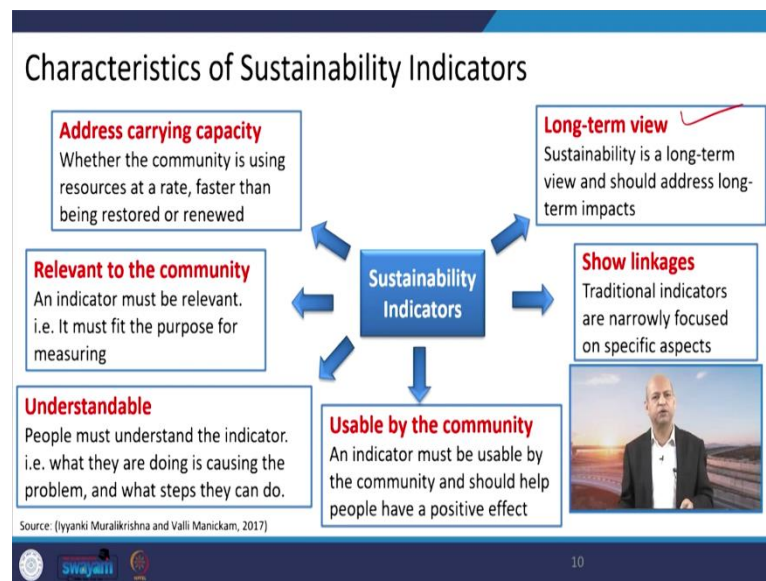 Characteristics of Sustainability Indicators
Address carrying capacity
Whether the community is using
resources at a rate, faster than
being restored or renewed
Long-term view
Sustainability is a long-term
view and should address long-
term impacts
Relevant to the community
An indicator must be relevant.
i.e. It must fit the purpose for
measuring
Sustainability
Indicators
Show linkages
Traditional indicators
are narrowly focused
on specific aspects
Understandable
People must understand the indicator.
i.e. what they are doing is causing the
problem, and what steps they can do.
Usable by the community
An indicator must be usable by
the community and should help
people have a positive effect
Source: (Iyyanki Muralikrishna and Valli Manickam, 2017)
swayam
10